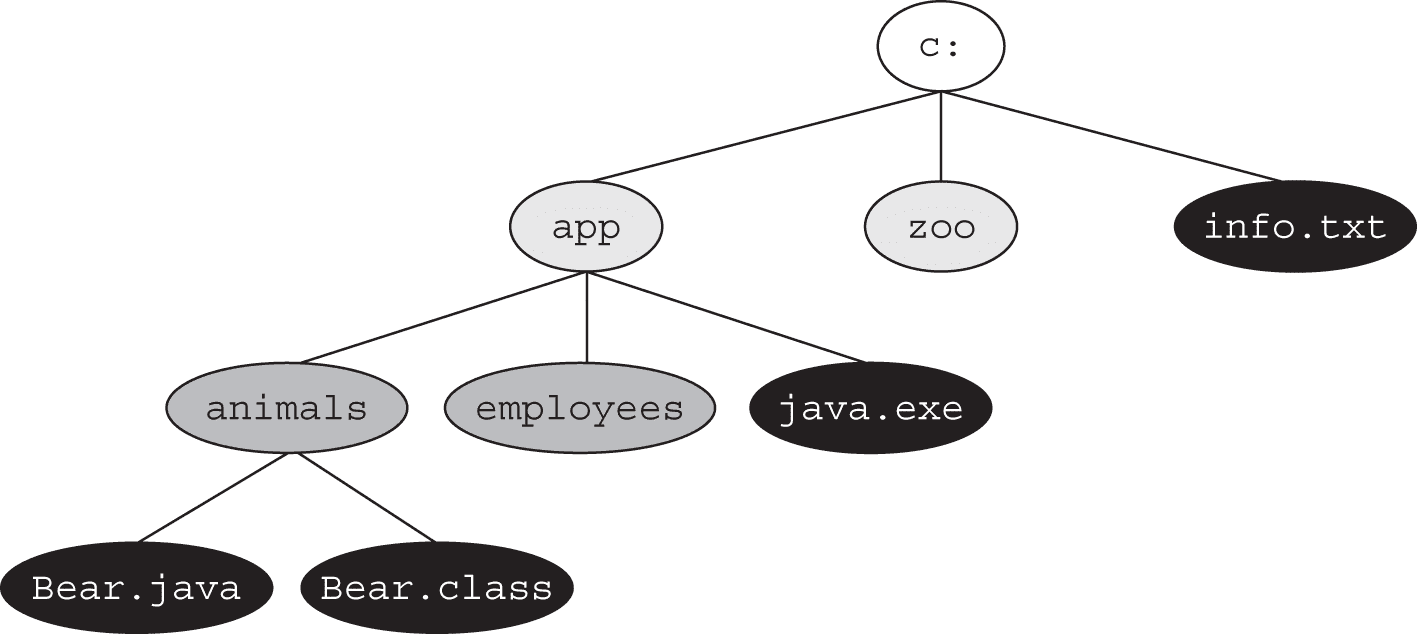 c:
app
zoo
info.txt
animals
employees
java.exe
Bear.java
Bear.class